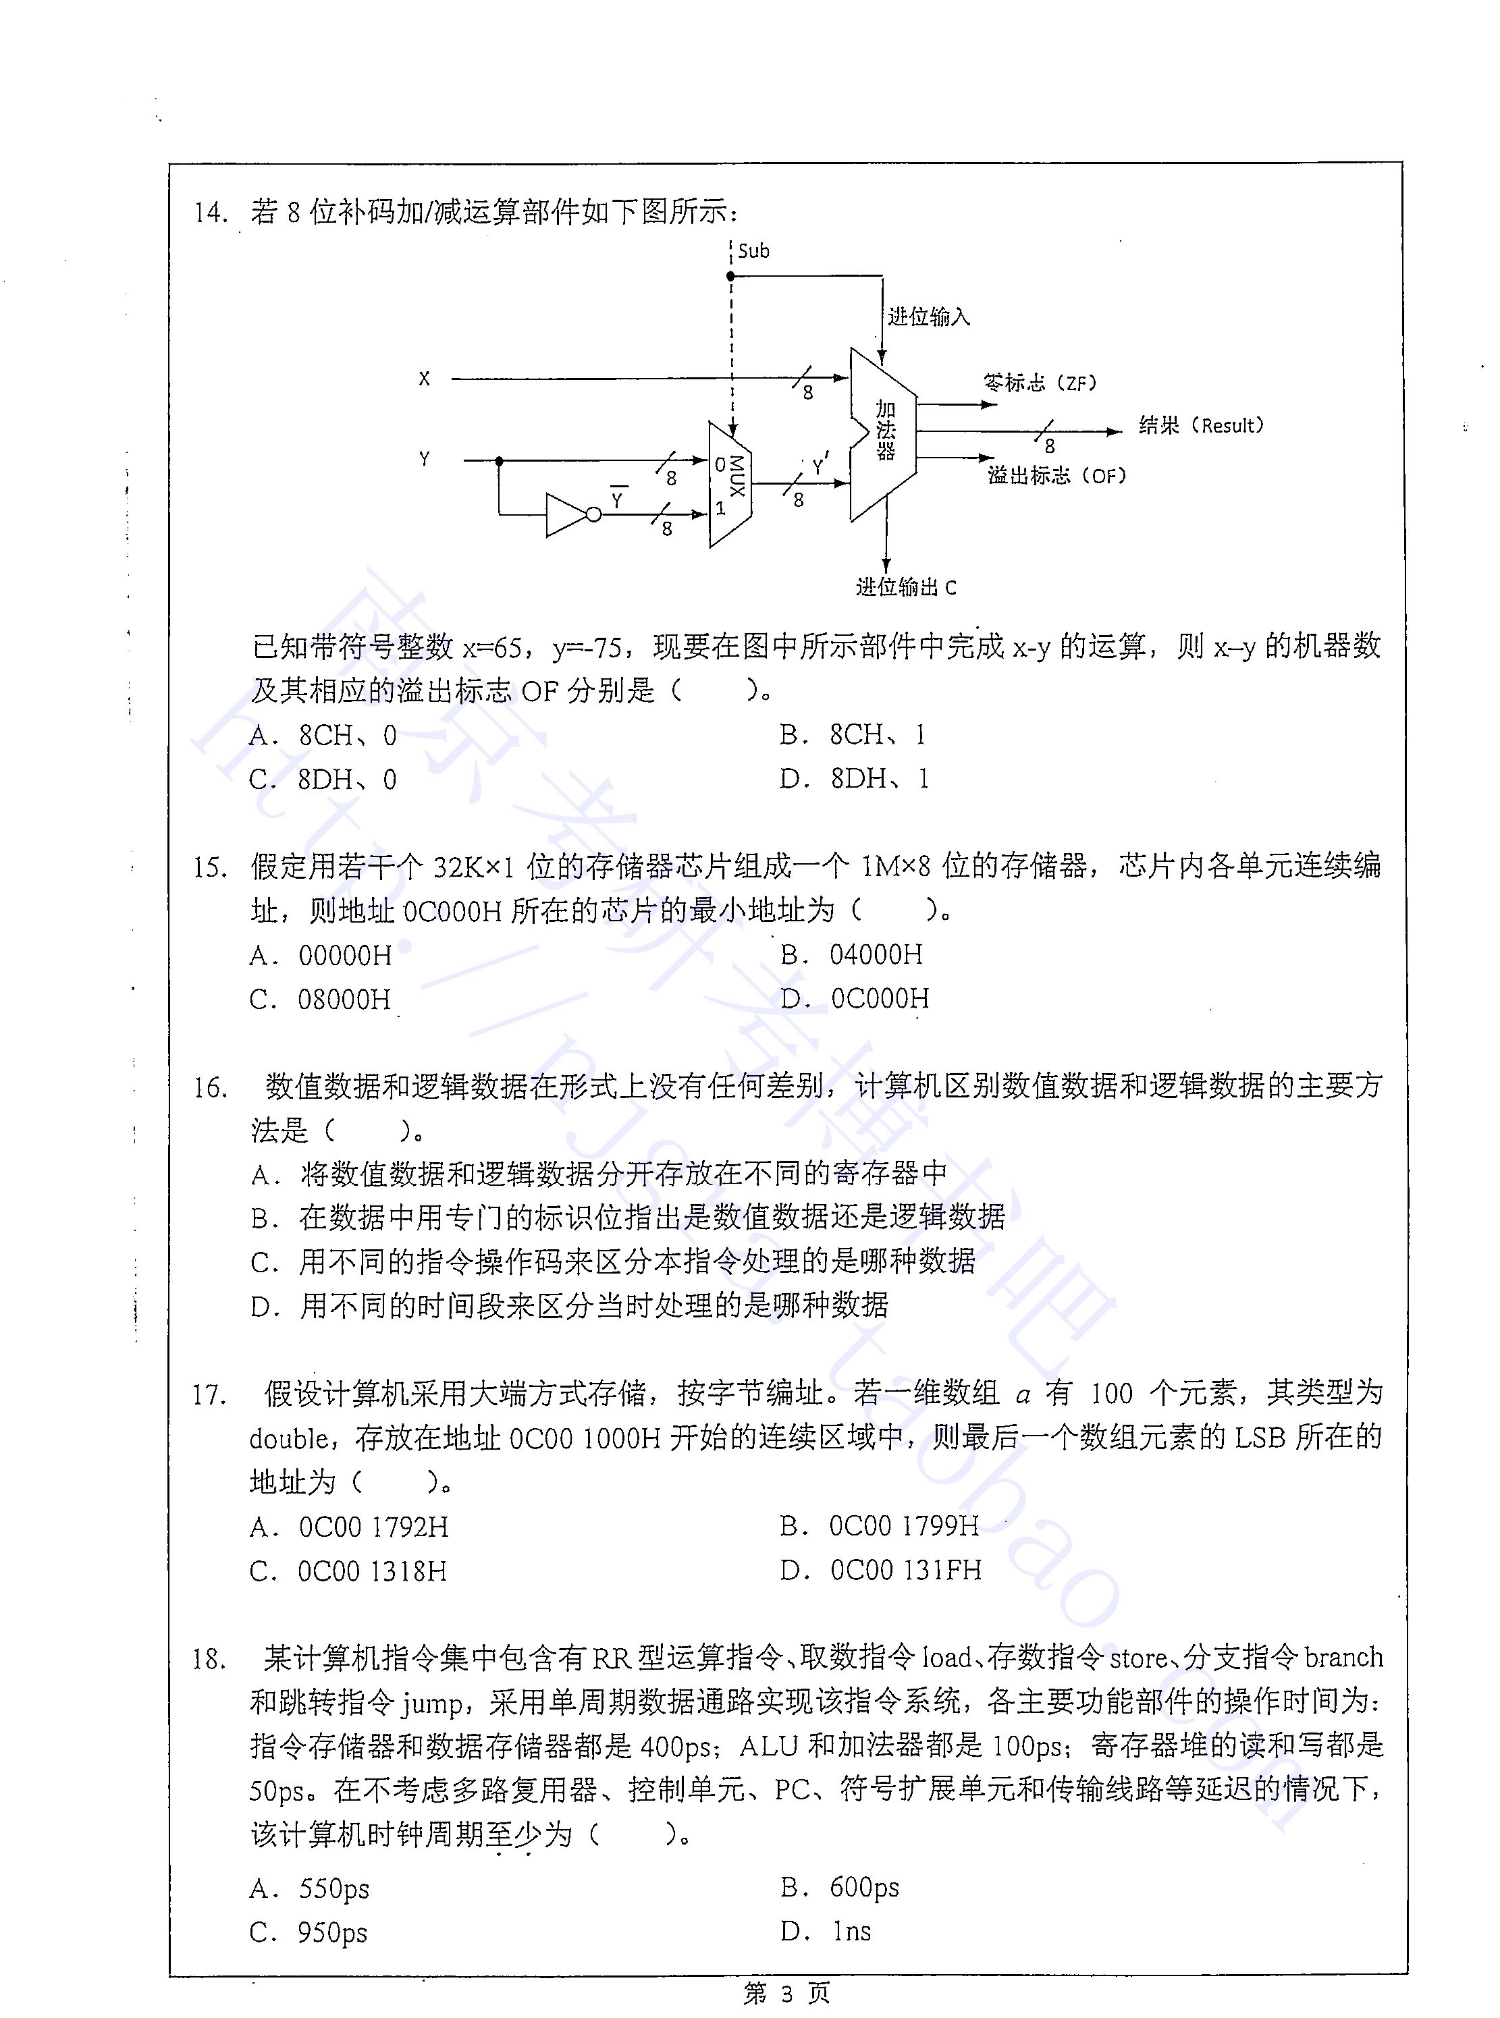 14. 若 8 位补码加/减运算部件如下图所示:
Sub
进位输入
X
8
零标志（ZF）
加法器
结果（Result）
8
Y
8
0
MUX
Y'
8
溢出标志（OF）
Y̅
8
1
进位输出 C
已知带符号整数 x=65，y=-75，现要在图中所示部件中完成 x-y 的运算，则 x–y 的机器数
及其相应的溢出标志 OF 分别是（　　）。
A. 8CH、0
B. 8CH、1
C. 8DH、0
D. 8DH、1
15. 假定用若干个 32K×1 位的存储器芯片组成一个 1M×8 位的存储器，芯片内各单元连续编
址，则地址 0C000H 所在的芯片的最小地址为（　　）。
A. 00000H
B. 04000H
C. 08000H
D. 0C000H
16. 数值数据和逻辑数据在形式上没有任何差别，计算机区别数值数据和逻辑数据的主要方
法是（　　）。
A. 将数值数据和逻辑数据分开存放在不同的寄存器中
B. 在数据中用专门的标识位指出是数值数据还是逻辑数据
C. 用不同的指令操作码来区分本指令处理的是哪种数据
D. 用不同的时间段来区分当时处理的是哪种数据
17. 假设计算机采用大端方式存储，按字节编址。若一维数组 a 有 100 个元素，其类型为
double，存放在地址 0C00 1000H 开始的连续区域中，则最后一个数组元素的 LSB 所在的
地址为（　　）。
A. 0C00 1792H
B. 0C00 1799H
C. 0C00 1318H
D. 0C00 131FH
18. 某计算机指令集中包含有 RR 型运算指令、取数指令 load、存数指令 store、分支指令 branch
和跳转指令 jump，采用单周期数据通路实现该指令系统，各主要功能部件的操作时间为:
指令存储器和数据存储器都是 400ps；ALU 和加法器都是 100ps；寄存器堆的读和写都是
50ps。在不考虑多路复用器、控制单元、PC、符号扩展单元和传输线路等延迟的情况下，
该计算机时钟周期至少为（　　）。
A. 550ps
B. 600ps
C. 950ps
D. 1ns
第 3 页
南京考研考博书吧